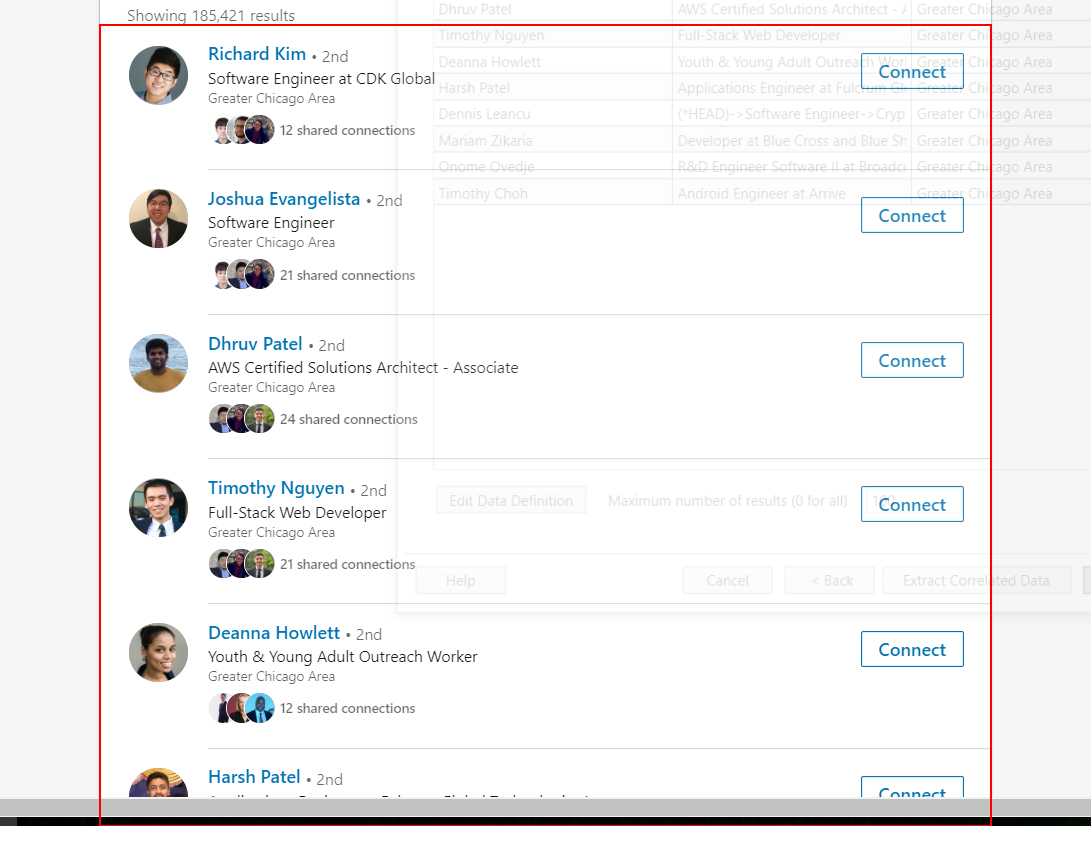 Showing 185,421 results
Dhruv Patel AWS Certified Solutions Architect - A Greater Chicago Area
Timothy Nguyen Full-Stack Web Developer Greater Chicago Area
Deanna Howlett Youth & Young Adult Outreach Wor Greater Chicago Area
Harsh Patel Applications Engineer at Fulcrum Gl Greater Chicago Area
Dennis Leancu (*HEAD)->Software Engineer->Cryp Greater Chicago Area
Mariam Zikaria Developer at Blue Cross and Blue Sh Greater Chicago Area
Onome Ovedje R&D Engineer Software II at Broadco Greater Chicago Area
Timothy Choh Android Engineer at Arrive Greater Chicago Area
Richard Kim • 2nd
Connect
Software Engineer at CDK Global
Greater Chicago Area
12 shared connections
Joshua Evangelista • 2nd
Connect
Software Engineer
Greater Chicago Area
21 shared connections
Dhruv Patel • 2nd
Connect
AWS Certified Solutions Architect - Associate
Greater Chicago Area
24 shared connections
Timothy Nguyen • 2nd
Edit Data Definition Maximum number of results (0 for all) 100
Connect
Full-Stack Web Developer
Greater Chicago Area
21 shared connections
Help Cancel < Back Extract Correlated Data
Deanna Howlett • 2nd
Connect
Youth & Young Adult Outreach Worker
Greater Chicago Area
12 shared connections
Harsh Patel • 2nd
Connect